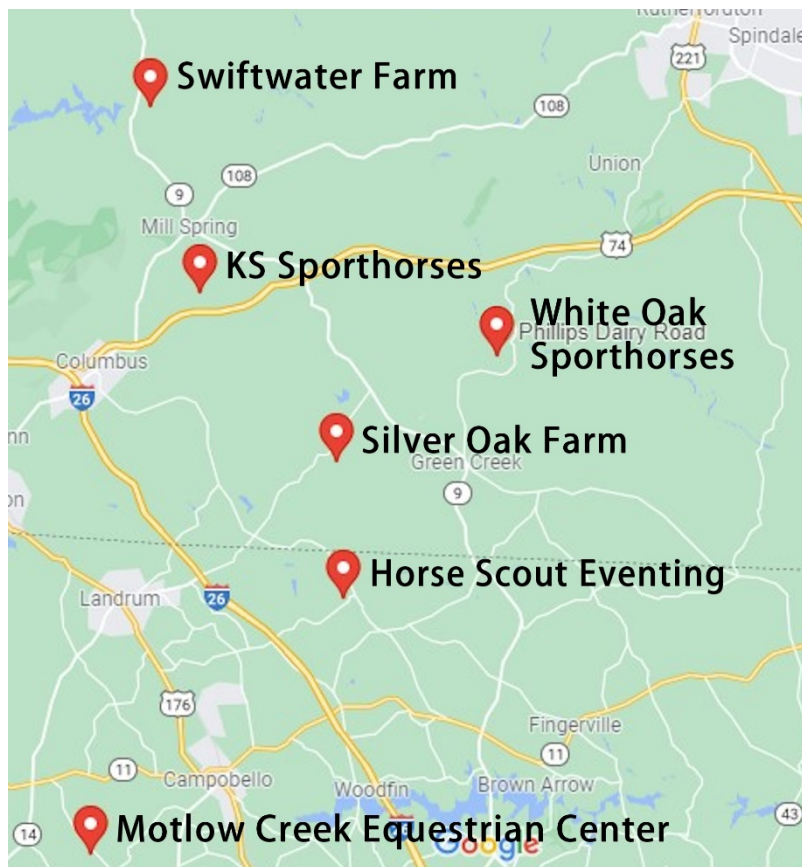 Rutherfordton
Spindale
221
Swiftwater Farm
108
Union
108
9
Mill Spring
74
KS Sporthorses
White Oak
Phillips Dairy Road
Sporthorses
Columbus
26
Silver Oak Farm
nn
Green Creek
9
on
Horse Scout Eventing
Landrum
26
176
Fingerville
11
11
Campobello
Woodfin
Brown Arrow
43
14
Motlow Creek Equestrian Center
Google